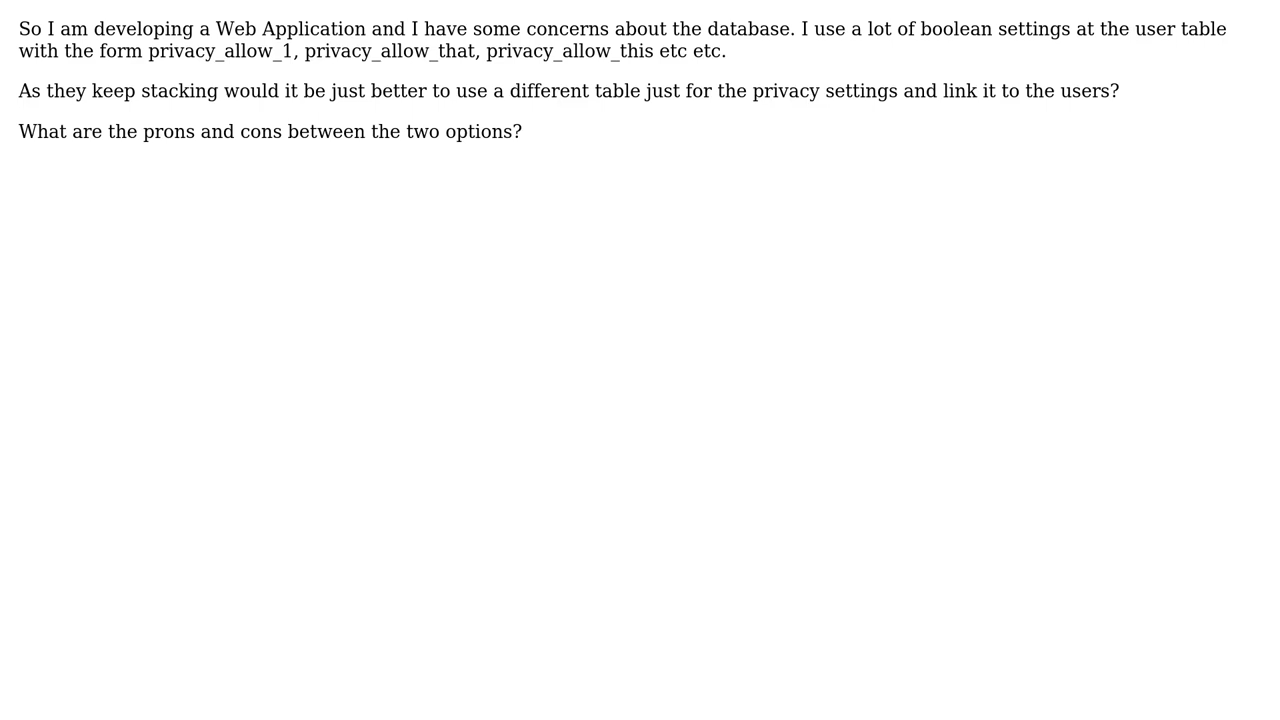 So I am developing a Web Application and I have some concerns about the database. I use a lot of boolean settings at the user table
with the form privacy_allow_1, privacy_allow_that, privacy_allow_this etc etc.
As they keep stacking would it be just better to use a different table just for the privacy settings and link it to the users?
What are the prons and cons between the two options?